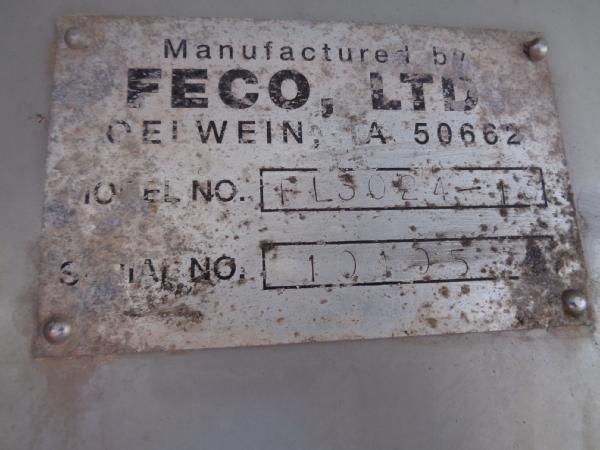 Manufactured by
FECO, LTD
OELWEIN, IA 50662
MODEL NO.
SERIAL NO.